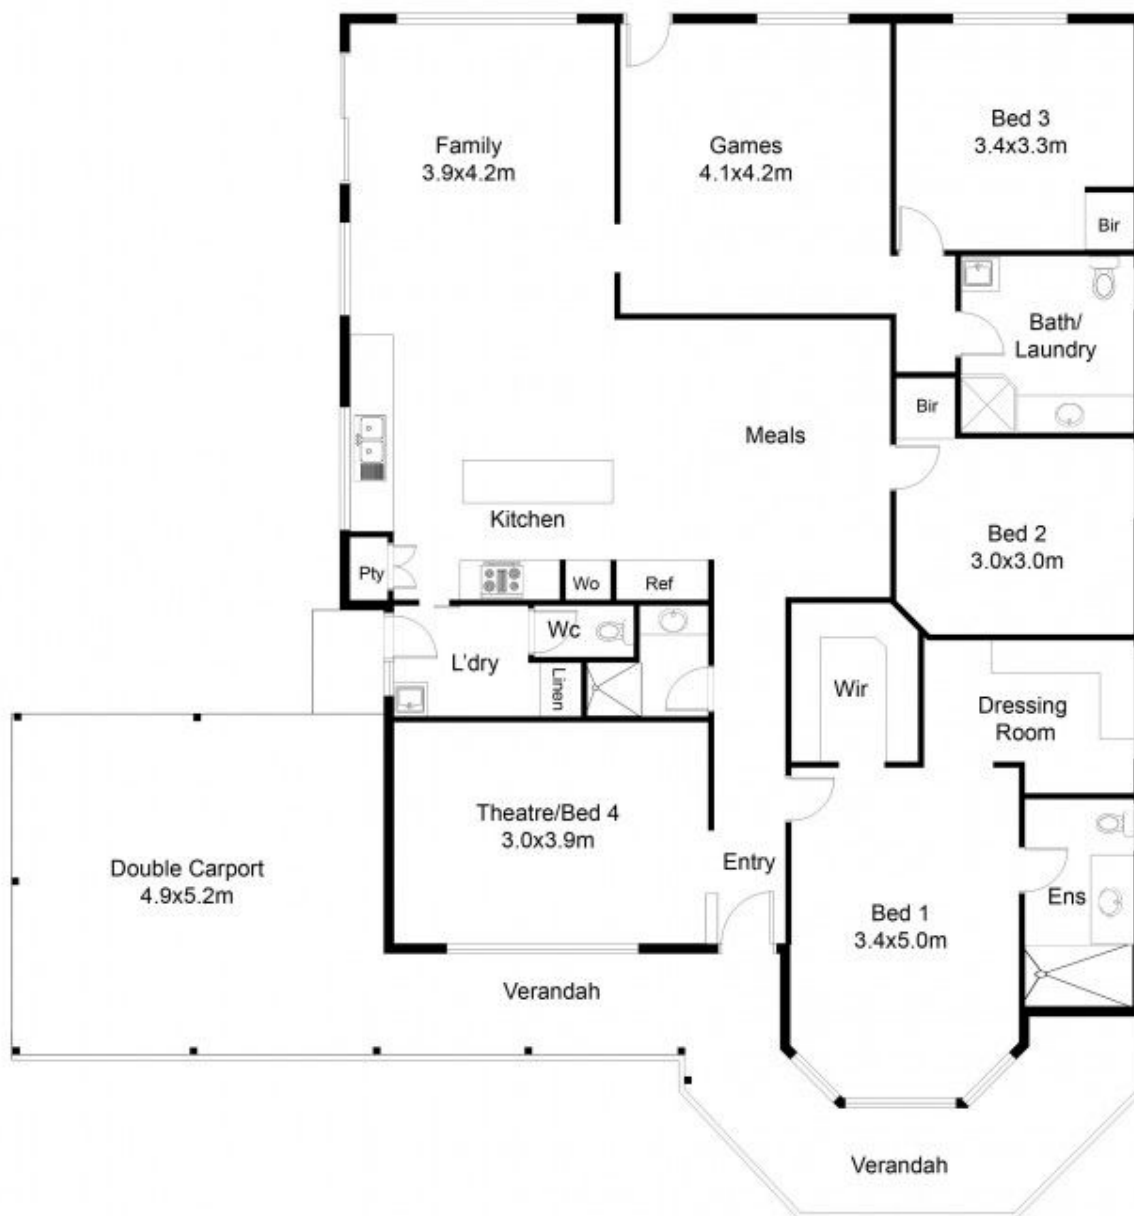 Family
3.9x4.2m
Games
4.1x4.2m
Bed 3
3.4x3.3m
Bir
Bath/
Laundry
Bir
Meals
Kitchen
Bed 2
3.0x3.0m
Pty
Wo
Ref
Wc
L'dry
Linen
Wir
Dressing
Room
Theatre/Bed 4
3.0x3.9m
Entry
Double Carport
4.9x5.2m
Bed 1
3.4x5.0m
Ens
Verandah
Verandah